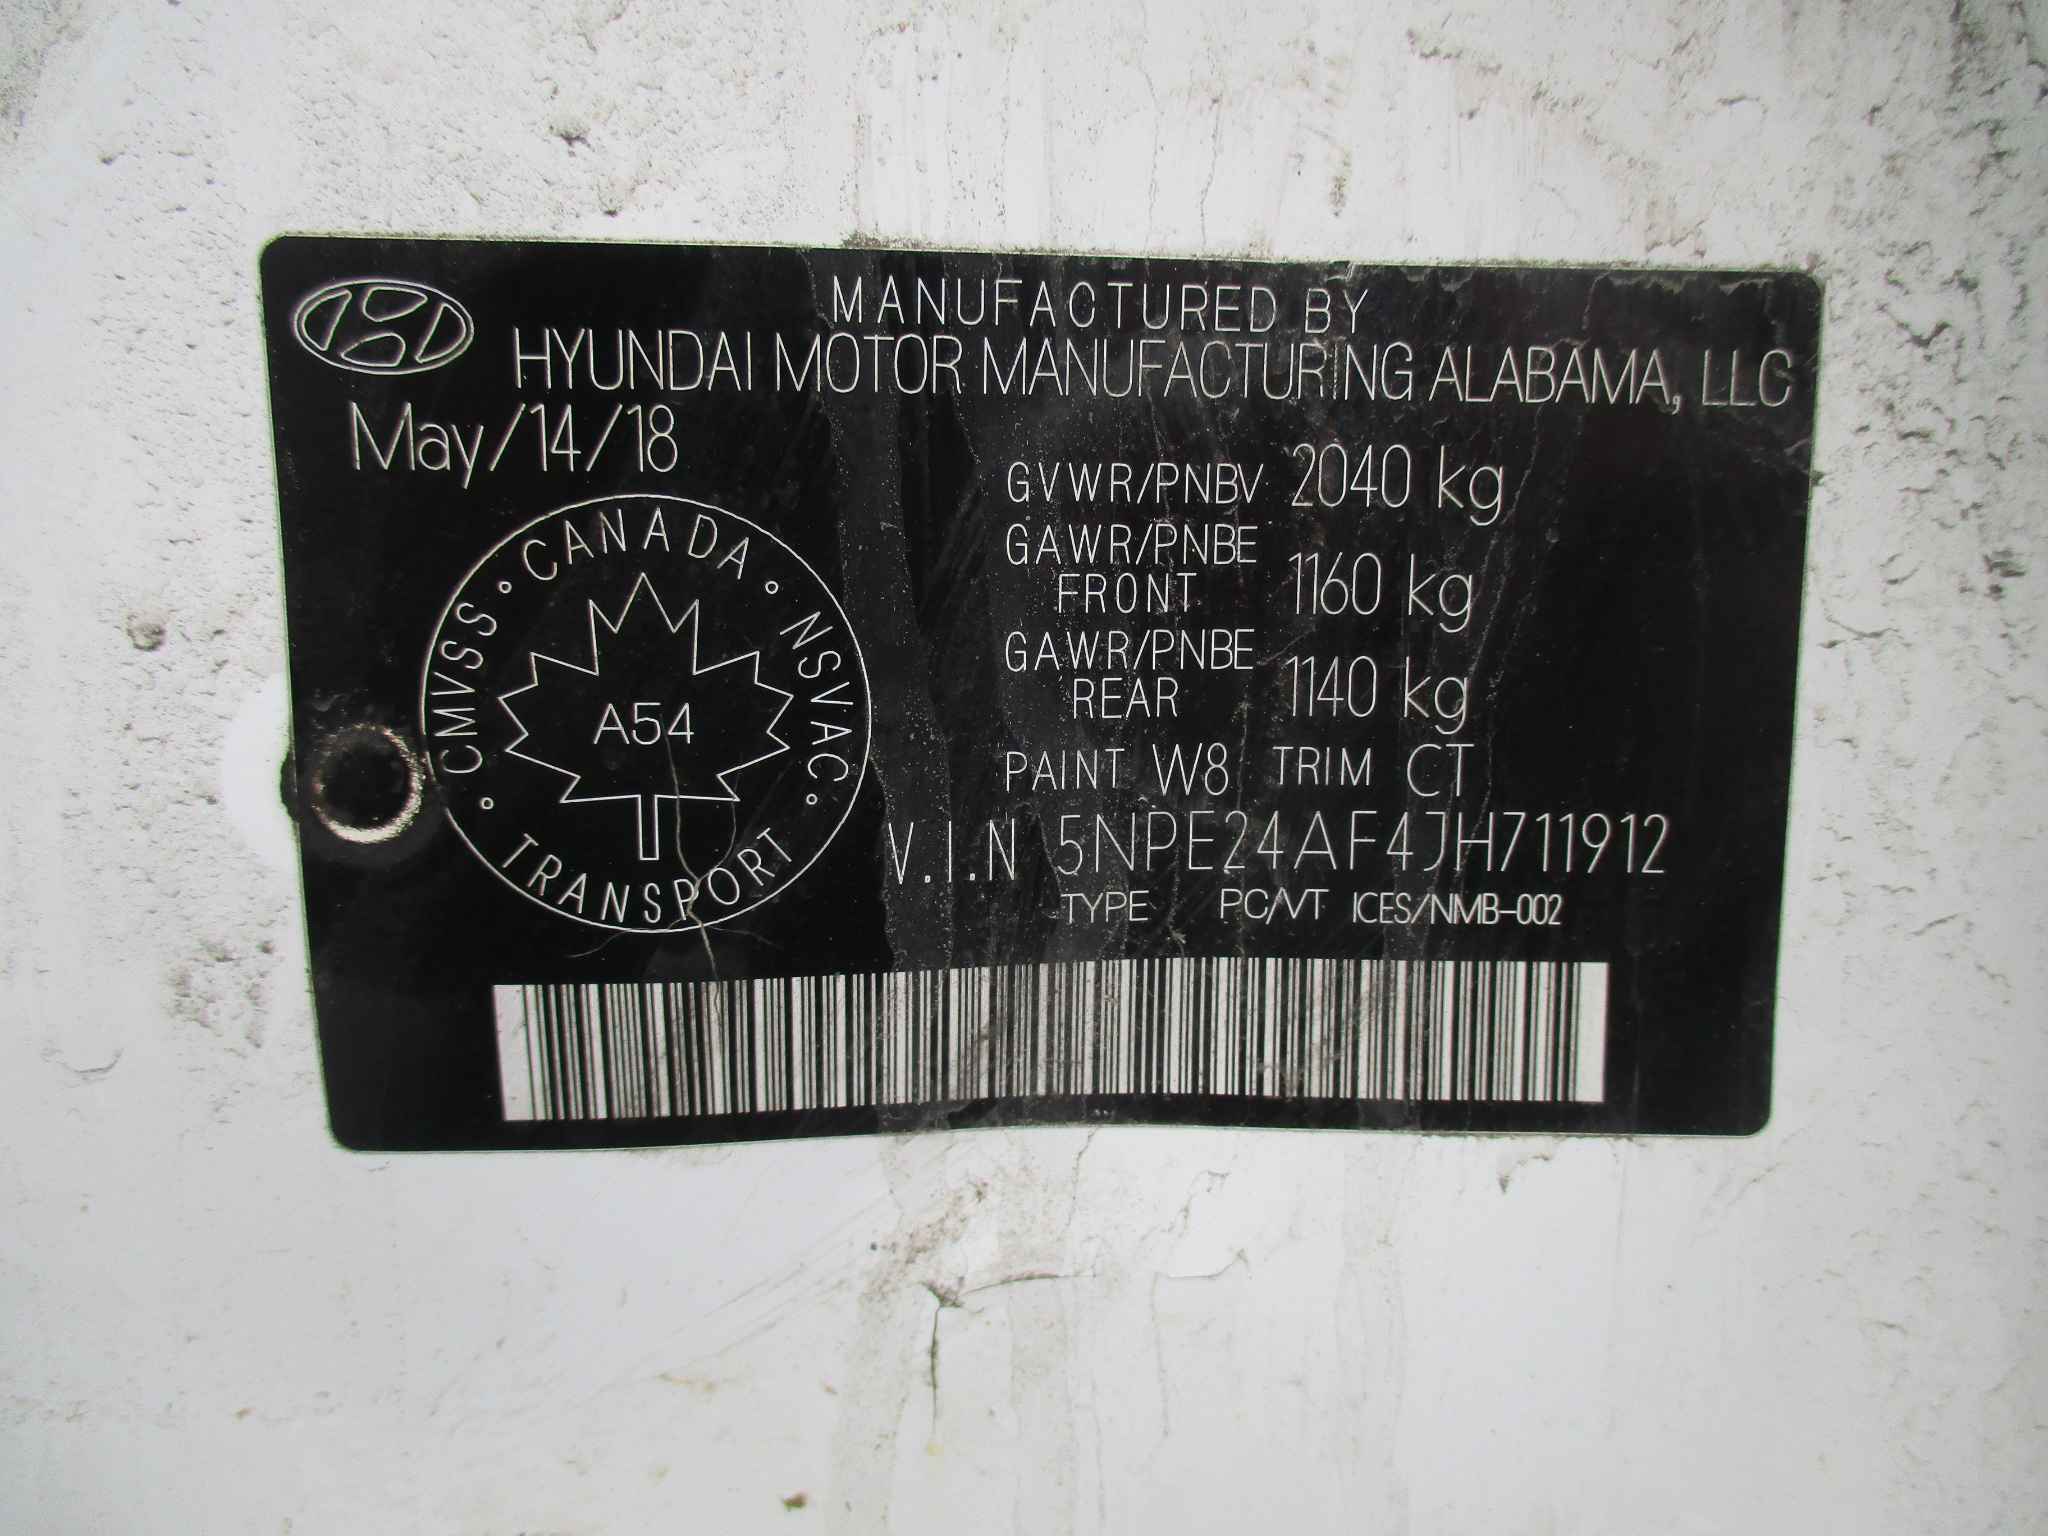 MANUFACTURED BY
HYUNDAI MOTOR MANUFACTURING ALABAMA, LLC
May/14/18
GVWR/PNBV 2040 kg
GAWR/PNBE
FRONT 1160 kg
GAWR/PNBE
REAR 1140 kg
CANADA
CMVSS
NSVAC
A54
TRANSPORT
PAINT W8 TRIM CT
V.I.N 5NPE24AF4JH711912
TYPE PC/VT ICES/NMB-002